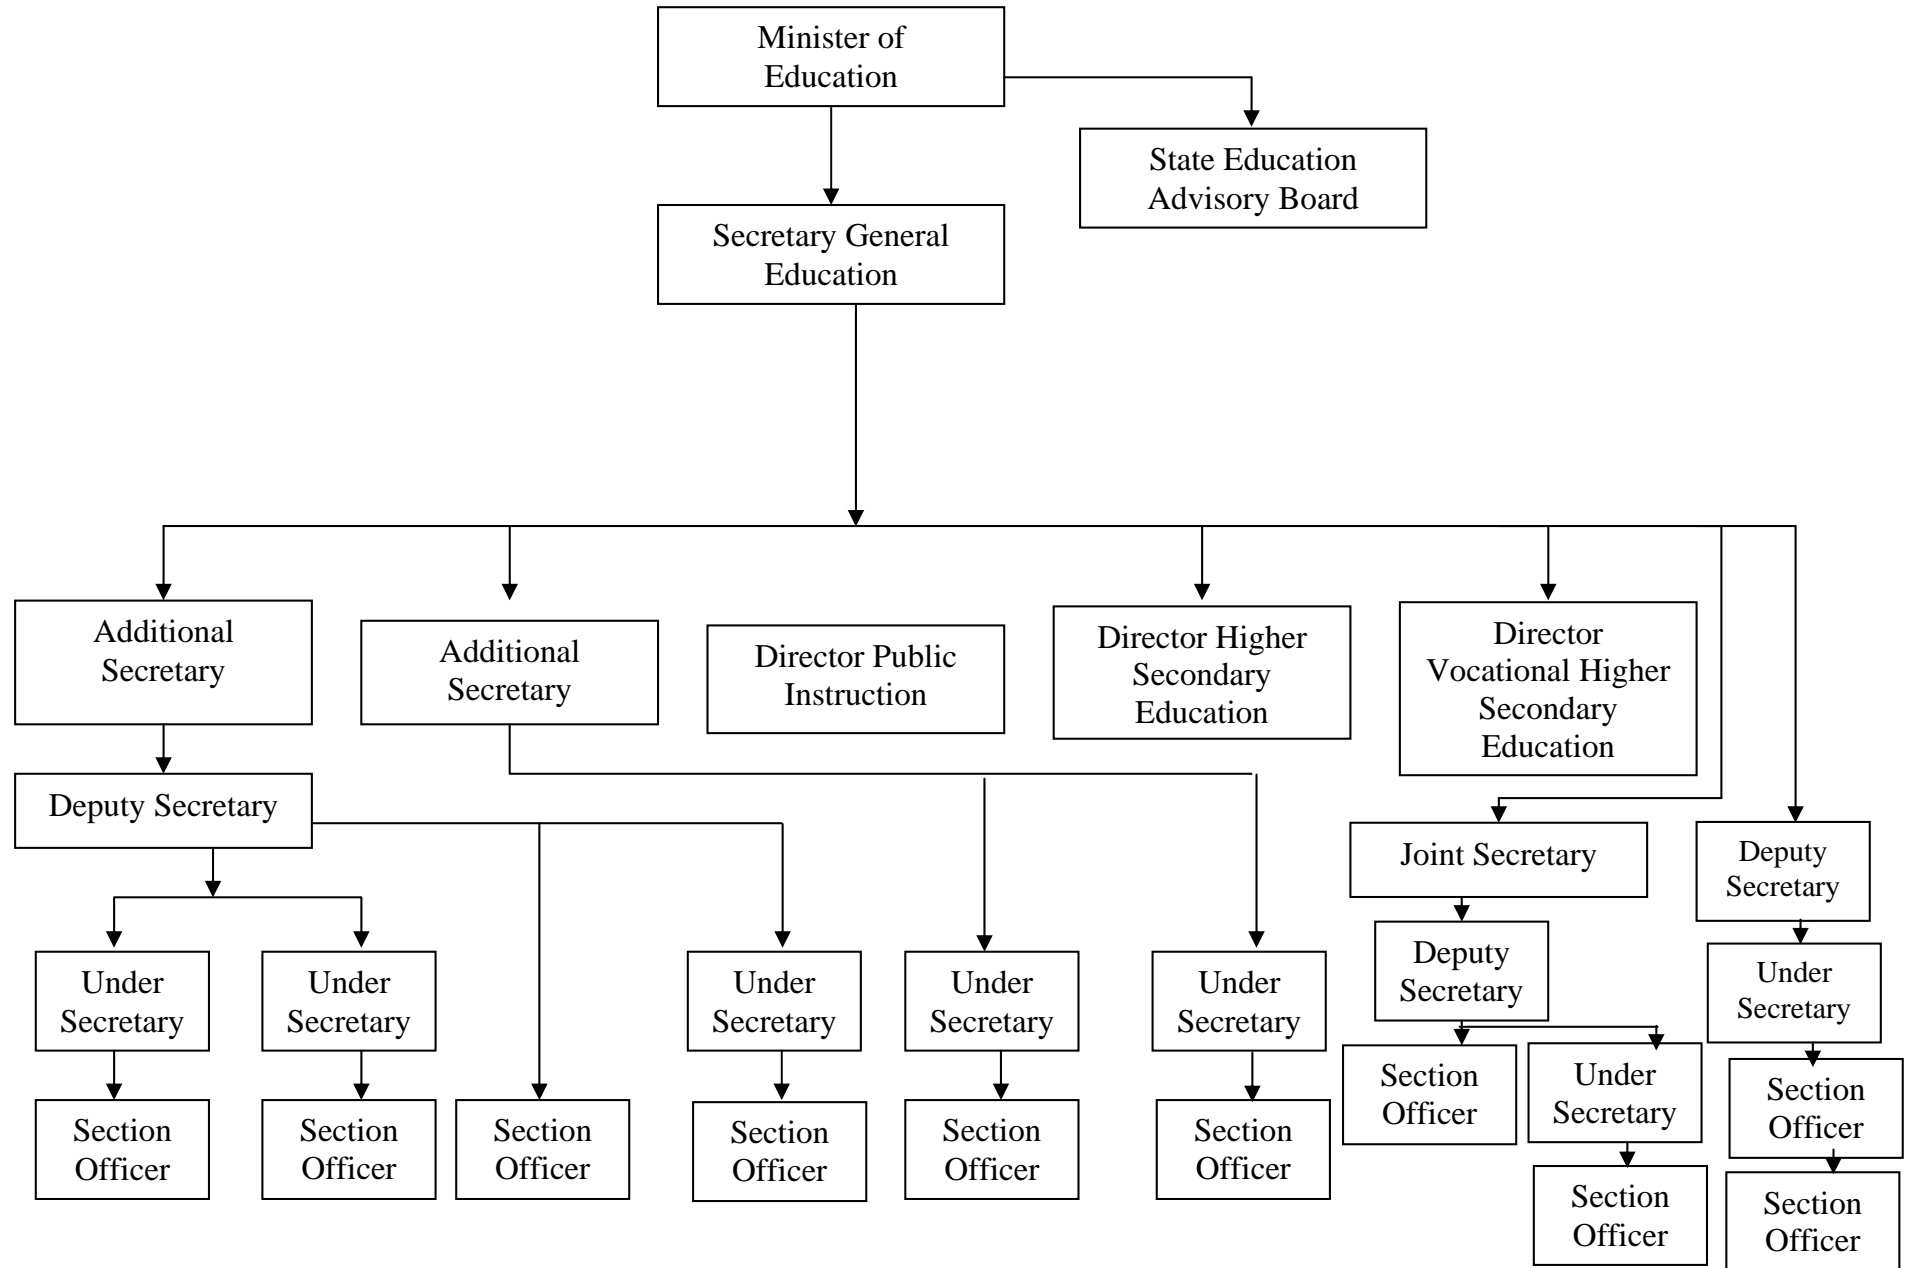 Minister of
Education
State Education
Advisory Board
Secretary General
Education
Additional
Secretary
Additional
Secretary
Director Public
Instruction
Director Higher
Secondary
Education
Director
Vocational Higher
Secondary
Education
Deputy Secretary
Joint Secretary
Deputy
Secretary
Under
Secretary
Under
Secretary
Under
Secretary
Under
Secretary
Under
Secretary
Deputy
Secretary
Under
Secretary
Section
Officer
Section
Officer
Section
Officer
Section
Officer
Section
Officer
Section
Officer
Section
Officer
Under
Secretary
Section
Officer
Section
Officer
Section
Officer